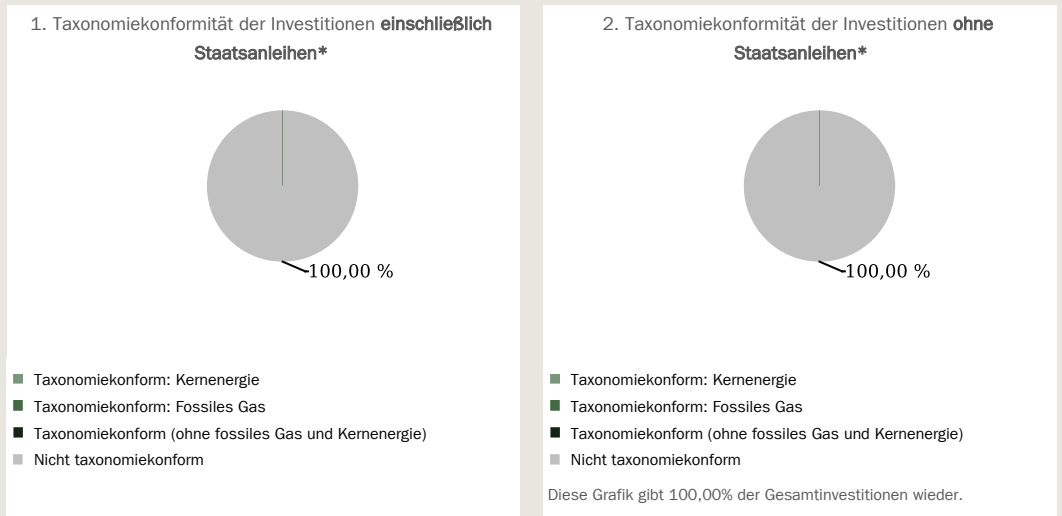 1. Taxonomiekonformität der Investitionen einschließlich
Staatsanleihen*
100,00 %
Taxonomiekonform: Kernenergie
Taxonomiekonform: Fossiles Gas
Taxonomiekonform (ohne fossiles Gas und Kernenergie)
Nicht taxonomiekonform
2. Taxonomiekonformität der Investitionen ohne
Staatsanleihen*
100,00 %
Taxonomiekonform: Kernenergie
Taxonomiekonform: Fossiles Gas
Taxonomiekonform (ohne fossiles Gas und Kernenergie)
Nicht taxonomiekonform
Diese Grafik gibt 100,00% der Gesamtinvestitionen wieder.